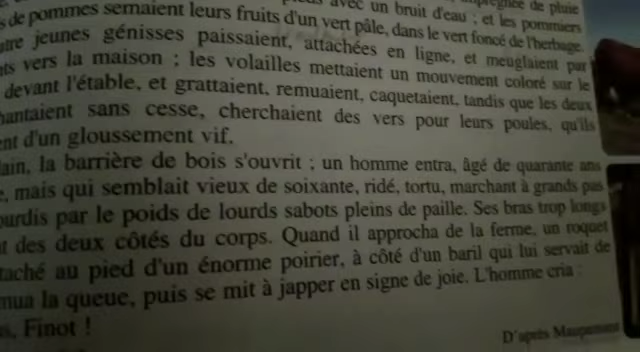 avec un bruit d'eau ; et les pommiers
de pommes semaient leurs fruits d'un vert pâle, dans le vert foncé de l'herbage.
jeunes génisses paissaient, attachées en ligne, et meuglaient par
vers la maison ; les volailles mettaient un mouvement coloré sur le
devant l'étable, et grattaient, remuaient, caquetaient, tandis que les deux
hantaient sans cesse, cherchaient des vers pour leurs poules, qu'ils
nt d'un gloussement vif.
ain, la barrière de bois s'ouvrit ; un homme entra, âgé de quarante ans
, mais qui semblait vieux de soixante, ridé, tortu, marchant à grands pas
ourdis par le poids de lourds sabots pleins de paille. Ses bras trop longs
t des deux côtés du corps. Quand il approcha de la ferme, un roquet
taché au pied d'un énorme poirier, à côté d'un baril qui lui servait de
mua la queue, puis se mit à japper en signe de joie. L'homme cria :
, Finot !
D'après Maupassant